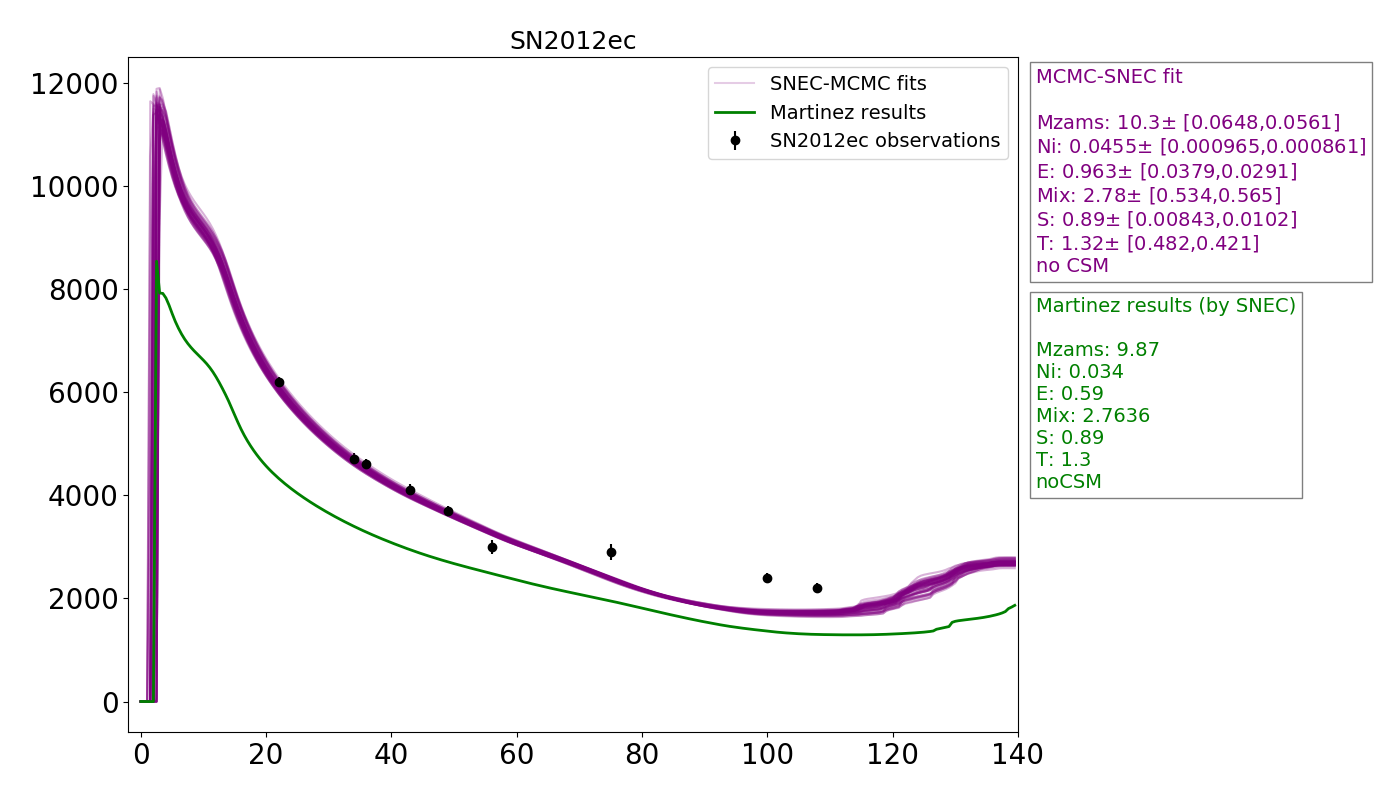 SN2012ec
12000
10000
8000
6000
4000
2000
0
0 20 40 60 80 100 120 140
SNEC-MCMC fits
Martinez results
SN2012ec observations
MCMC-SNEC fit
Mzams: 10.3± [0.0648,0.0561]
Ni: 0.0455± [0.000965,0.000861]
E: 0.963± [0.0379,0.0291]
Mix: 2.78± [0.534,0.565]
S: 0.89± [0.00843,0.0102]
T: 1.32± [0.482,0.421]
no CSM
Martinez results (by SNEC)
Mzams: 9.87
Ni: 0.034
E: 0.59
Mix: 2.7636
S: 0.89
T: 1.3
noCSM